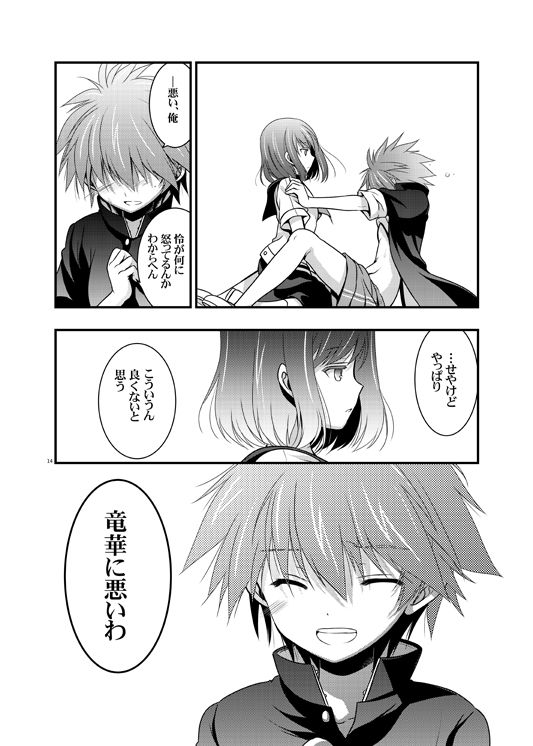 …せやけど
やっぱり
―悪い、俺
怜が何に
怒ってるんか
わからへん
こういうん
良くないと
思う
竜華に悪いわ
14